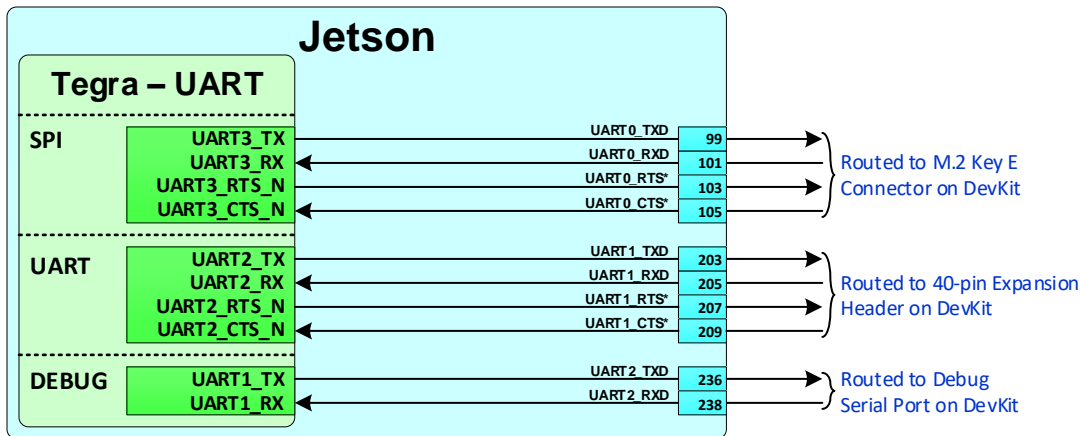 Jetson
Tegra – UART
SPI
UART3_TX UART0_TXD 99
UART3_RX UART0_RXD 101
UART3_RTS_N UART0_RTS* 103
UART3_CTS_N UART0_CTS* 105
Routed to M.2 Key E
Connector on DevKit
UART
UART2_TX UART1_TXD 203
UART2_RX UART1_RXD 205
UART2_RTS_N UART1_RTS* 207
UART2_CTS_N UART1_CTS* 209
Routed to 40-pin Expansion
Header on DevKit
DEBUG
UART1_TX UART2_TXD 236
UART1_RX UART2_RXD 238
Routed to Debug
Serial Port on DevKit